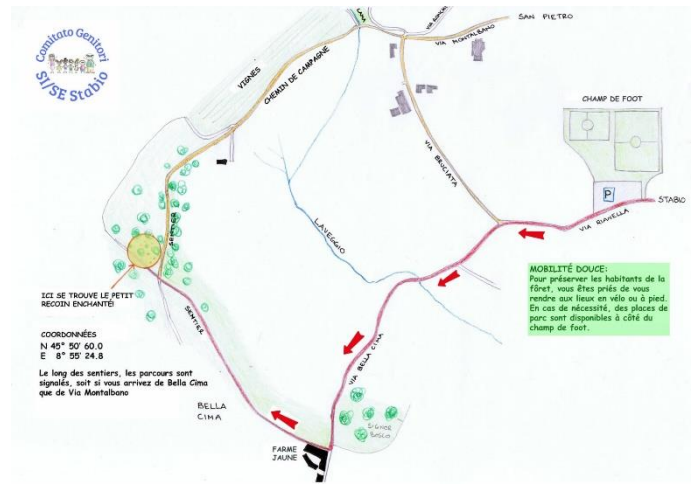 Comitato Genitori
SI/SE Stabio
SAN PIETRO
VIA MONTALBANO
VIGNES
CHEMIN DE CAMPAGNE
CHAMP DE FOOT
VIA BRUCIATA
P
STABIO
VIA RIANELLA
SENTIER
LAVEGGIO
ICI SE TROUVE LE PETIT
RECOIN ENCHANTÉ!
MOBILITÉ DOUCE:
Pour préserver les habitants de la
fôret, vous êtes priés de vous
rendre aux lieux en vélo ou à pied.
En cas de nécessité, des places de
parc sont disponibles à côté du
champ de foot.
SENTIER
COORDONNÉES
N 45° 50' 60.0
E 8° 55' 24.8
Le long des sentiers, les parcours sont
signalés, soit si vous arrivez de Bella Cima
que de Via Montalbano
VIA BELLA CIMA
BELLA
CIMA
SIGNER
BOSCO
FARME
JAUNE